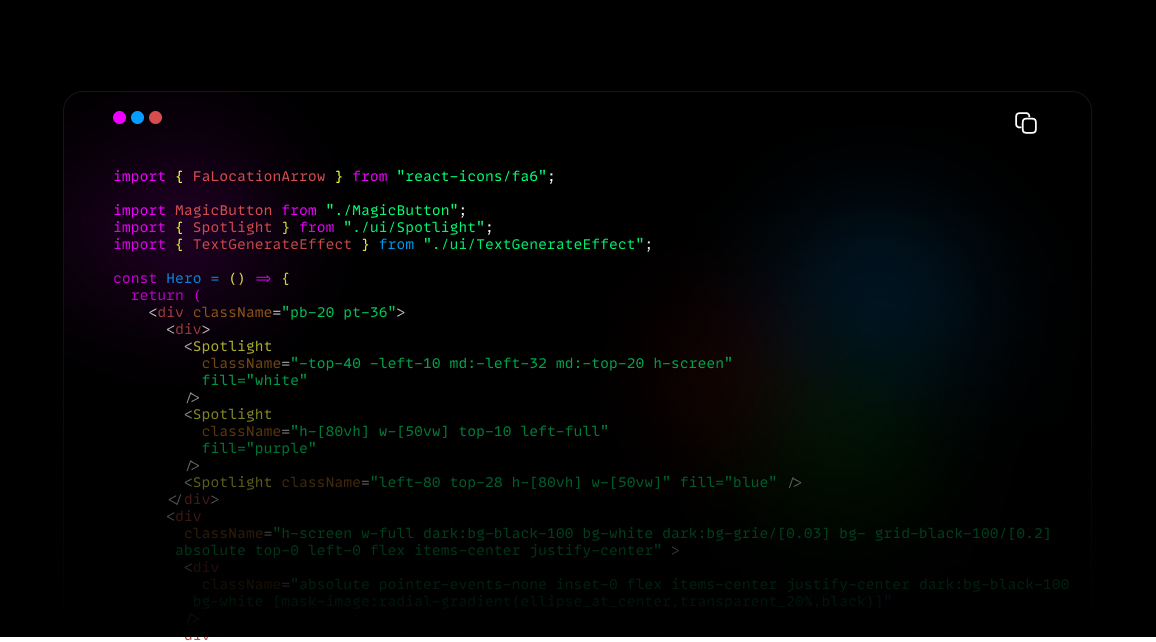 import { FaLocationArrow } from "react-icons/fa6";
import MagicButton from "./MagicButton";
import { Spotlight } from "./ui/Spotlight";
import { TextGenerateEffect } from "./ui/TextGenerateEffect";
const Hero = () => {
return (
<div className="pb-20 pt-36">
<div>
<Spotlight
className="-top-40 -left-10 md:-left-32 md:-top-20 h-screen"
fill="white"
/>
<Spotlight
className="h-[80vh] w-[50vw] top-10 left-full"
fill="purple"
/>
<Spotlight className="left-80 top-28 h-[80vh] w-[50vw]" fill="blue" />
</div>
<div
className="h-screen w-full dark:bg-black-100 bg-white dark:bg-grie/[0.03] bg- grid-black-100/[0.2]
absolute top-0 left-0 flex items-center justify-center" >
<div
className="absolute pointer-events-none inset-0 flex items-center justify-center dark:bg-black-100
bg-white [mask-image:radial-gradient(ellipse_at_center,transparent_20%,black)]"
/>
div